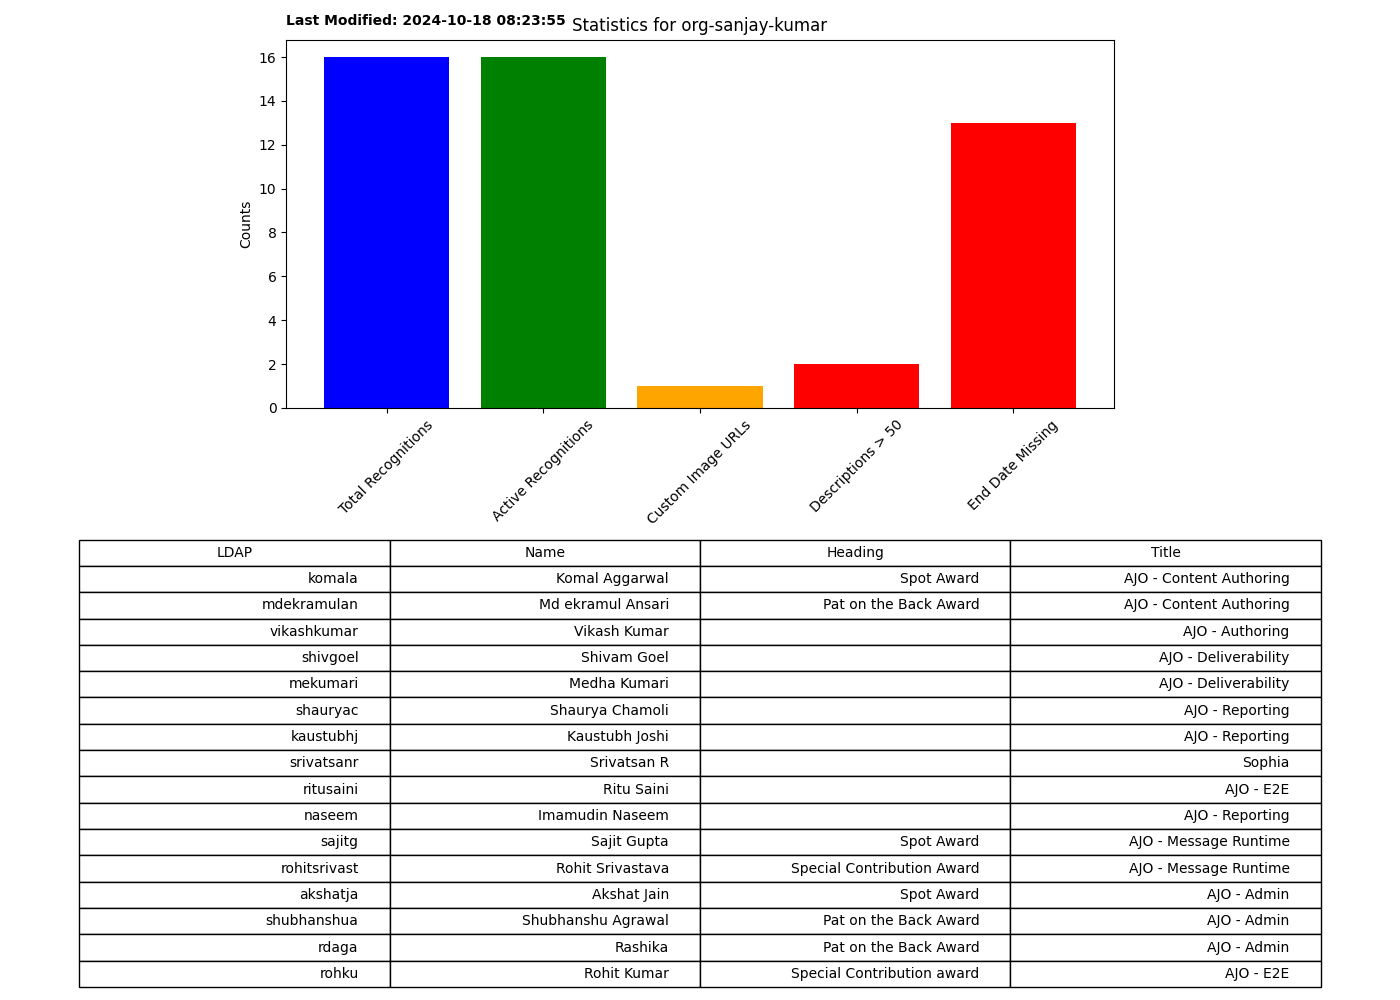 Last Modified: 2024-10-18 08:23:55
Statistics for org-sanjay-kumar
Counts
16
14
12
10
8
6
4
2
0
Total Recognitions
Active Recognitions
Custom Image URLs
Descriptions > 50
End Date Missing
LDAP Name Heading Title
komala Komal Aggarwal Spot Award AJO - Content Authoring
mdekramulan Md ekramul Ansari Pat on the Back Award AJO - Content Authoring
vikashkumar Vikash Kumar AJO - Authoring
shivgoel Shivam Goel AJO - Deliverability
mekumari Medha Kumari AJO - Deliverability
shauryac Shaurya Chamoli AJO - Reporting
kaustubhj Kaustubh Joshi AJO - Reporting
srivatsanr Srivatsan R Sophia
ritusaini Ritu Saini AJO - E2E
naseem Imamudin Naseem AJO - Reporting
sajitg Sajit Gupta Spot Award AJO - Message Runtime
rohitsrivast Rohit Srivastava Special Contribution Award AJO - Message Runtime
akshatja Akshat Jain Spot Award AJO - Admin
shubhanshua Shubhanshu Agrawal Pat on the Back Award AJO - Admin
rdaga Rashika Pat on the Back Award AJO - Admin
rohku Rohit Kumar Special Contribution award AJO - E2E